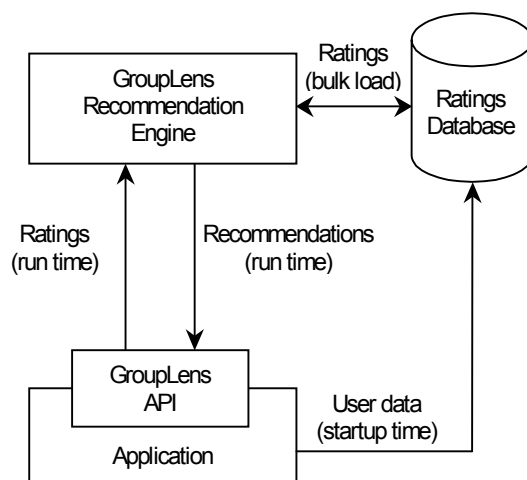 GroupLens
Recommendation
Engine
Ratings
(bulk load)
Ratings
Database
Ratings
(run time)
Recommendations
(run time)
GroupLens
API
Application
User data
(startup time)